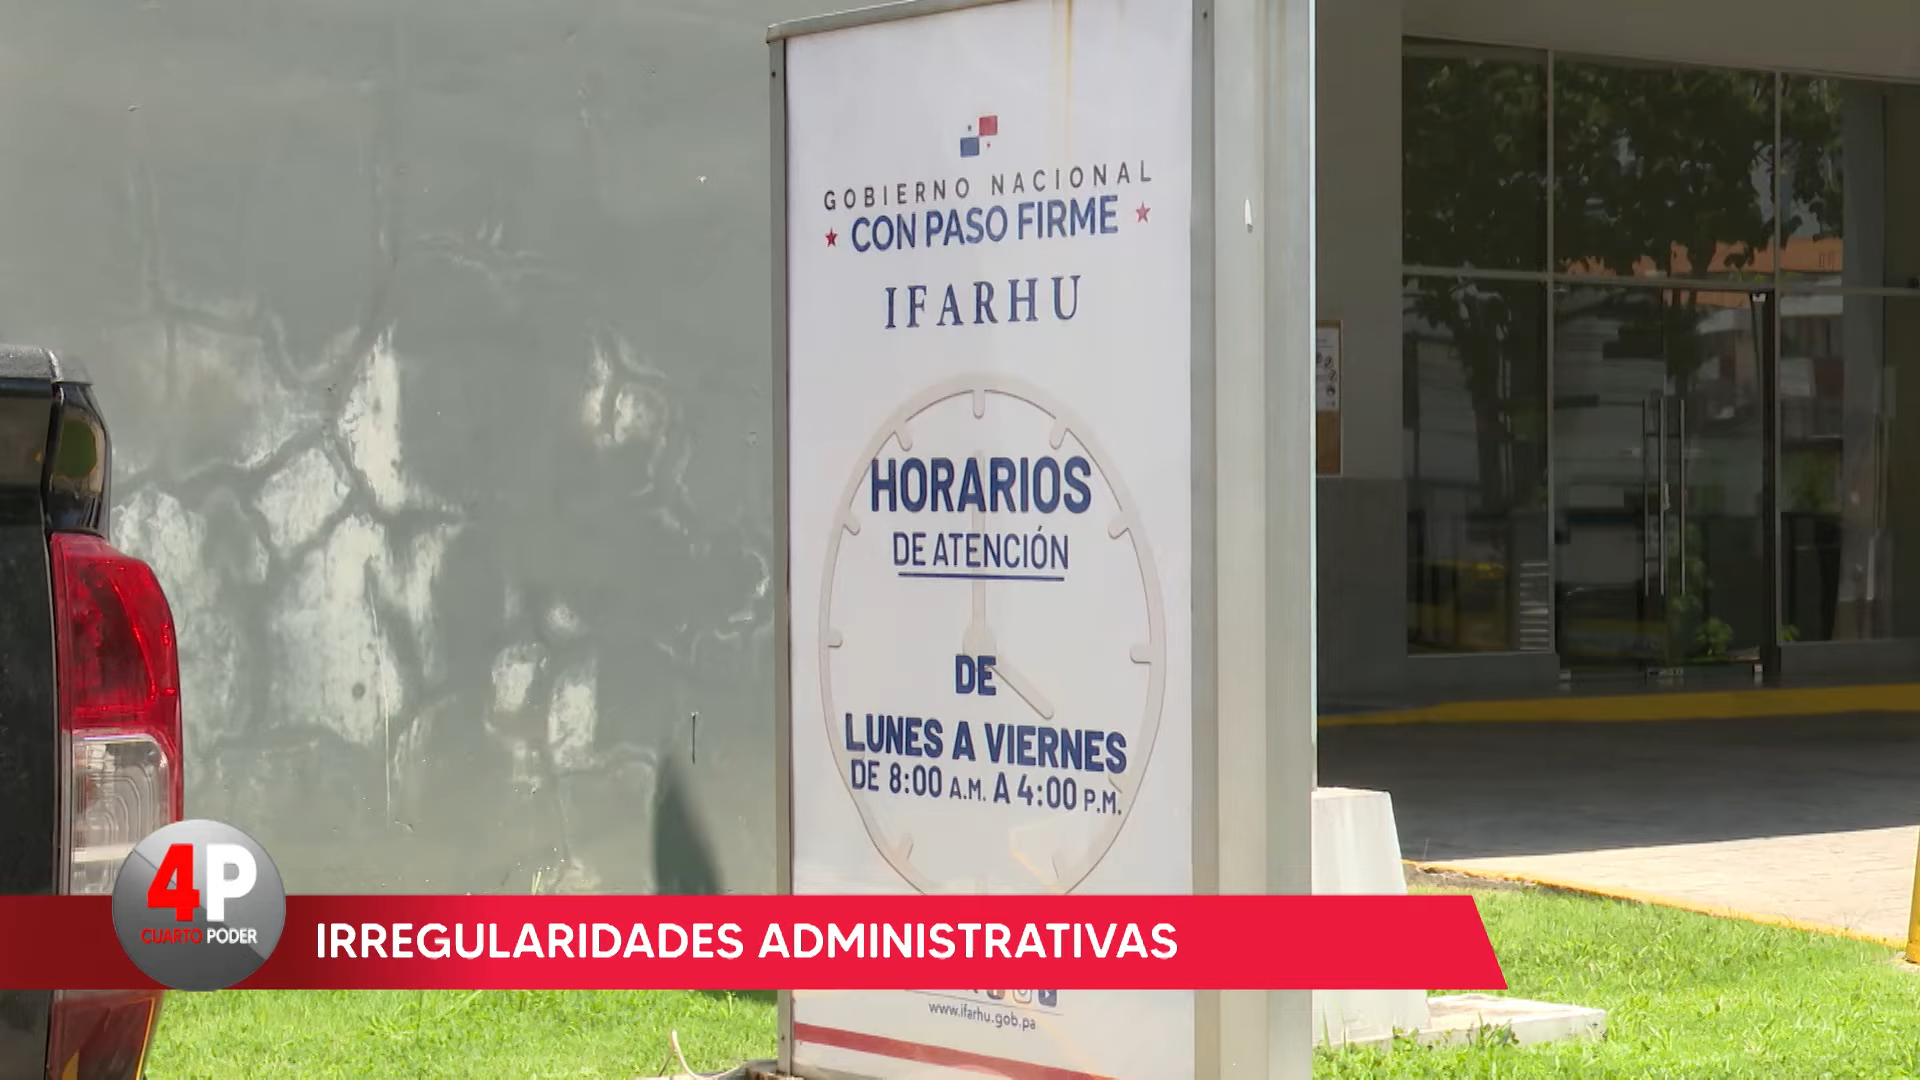 GOBIERNO NACIONAL
CON PASO FIRME
IFARHU
HORARIOS
DE ATENCIÓN
DE
LUNES A VIERNES
DE 8:00 A.M. A 4:00 P.M.
4P
CUARTO PODER
IRREGULARIDADES ADMINISTRATIVAS
www.ifarhu.gob.pa